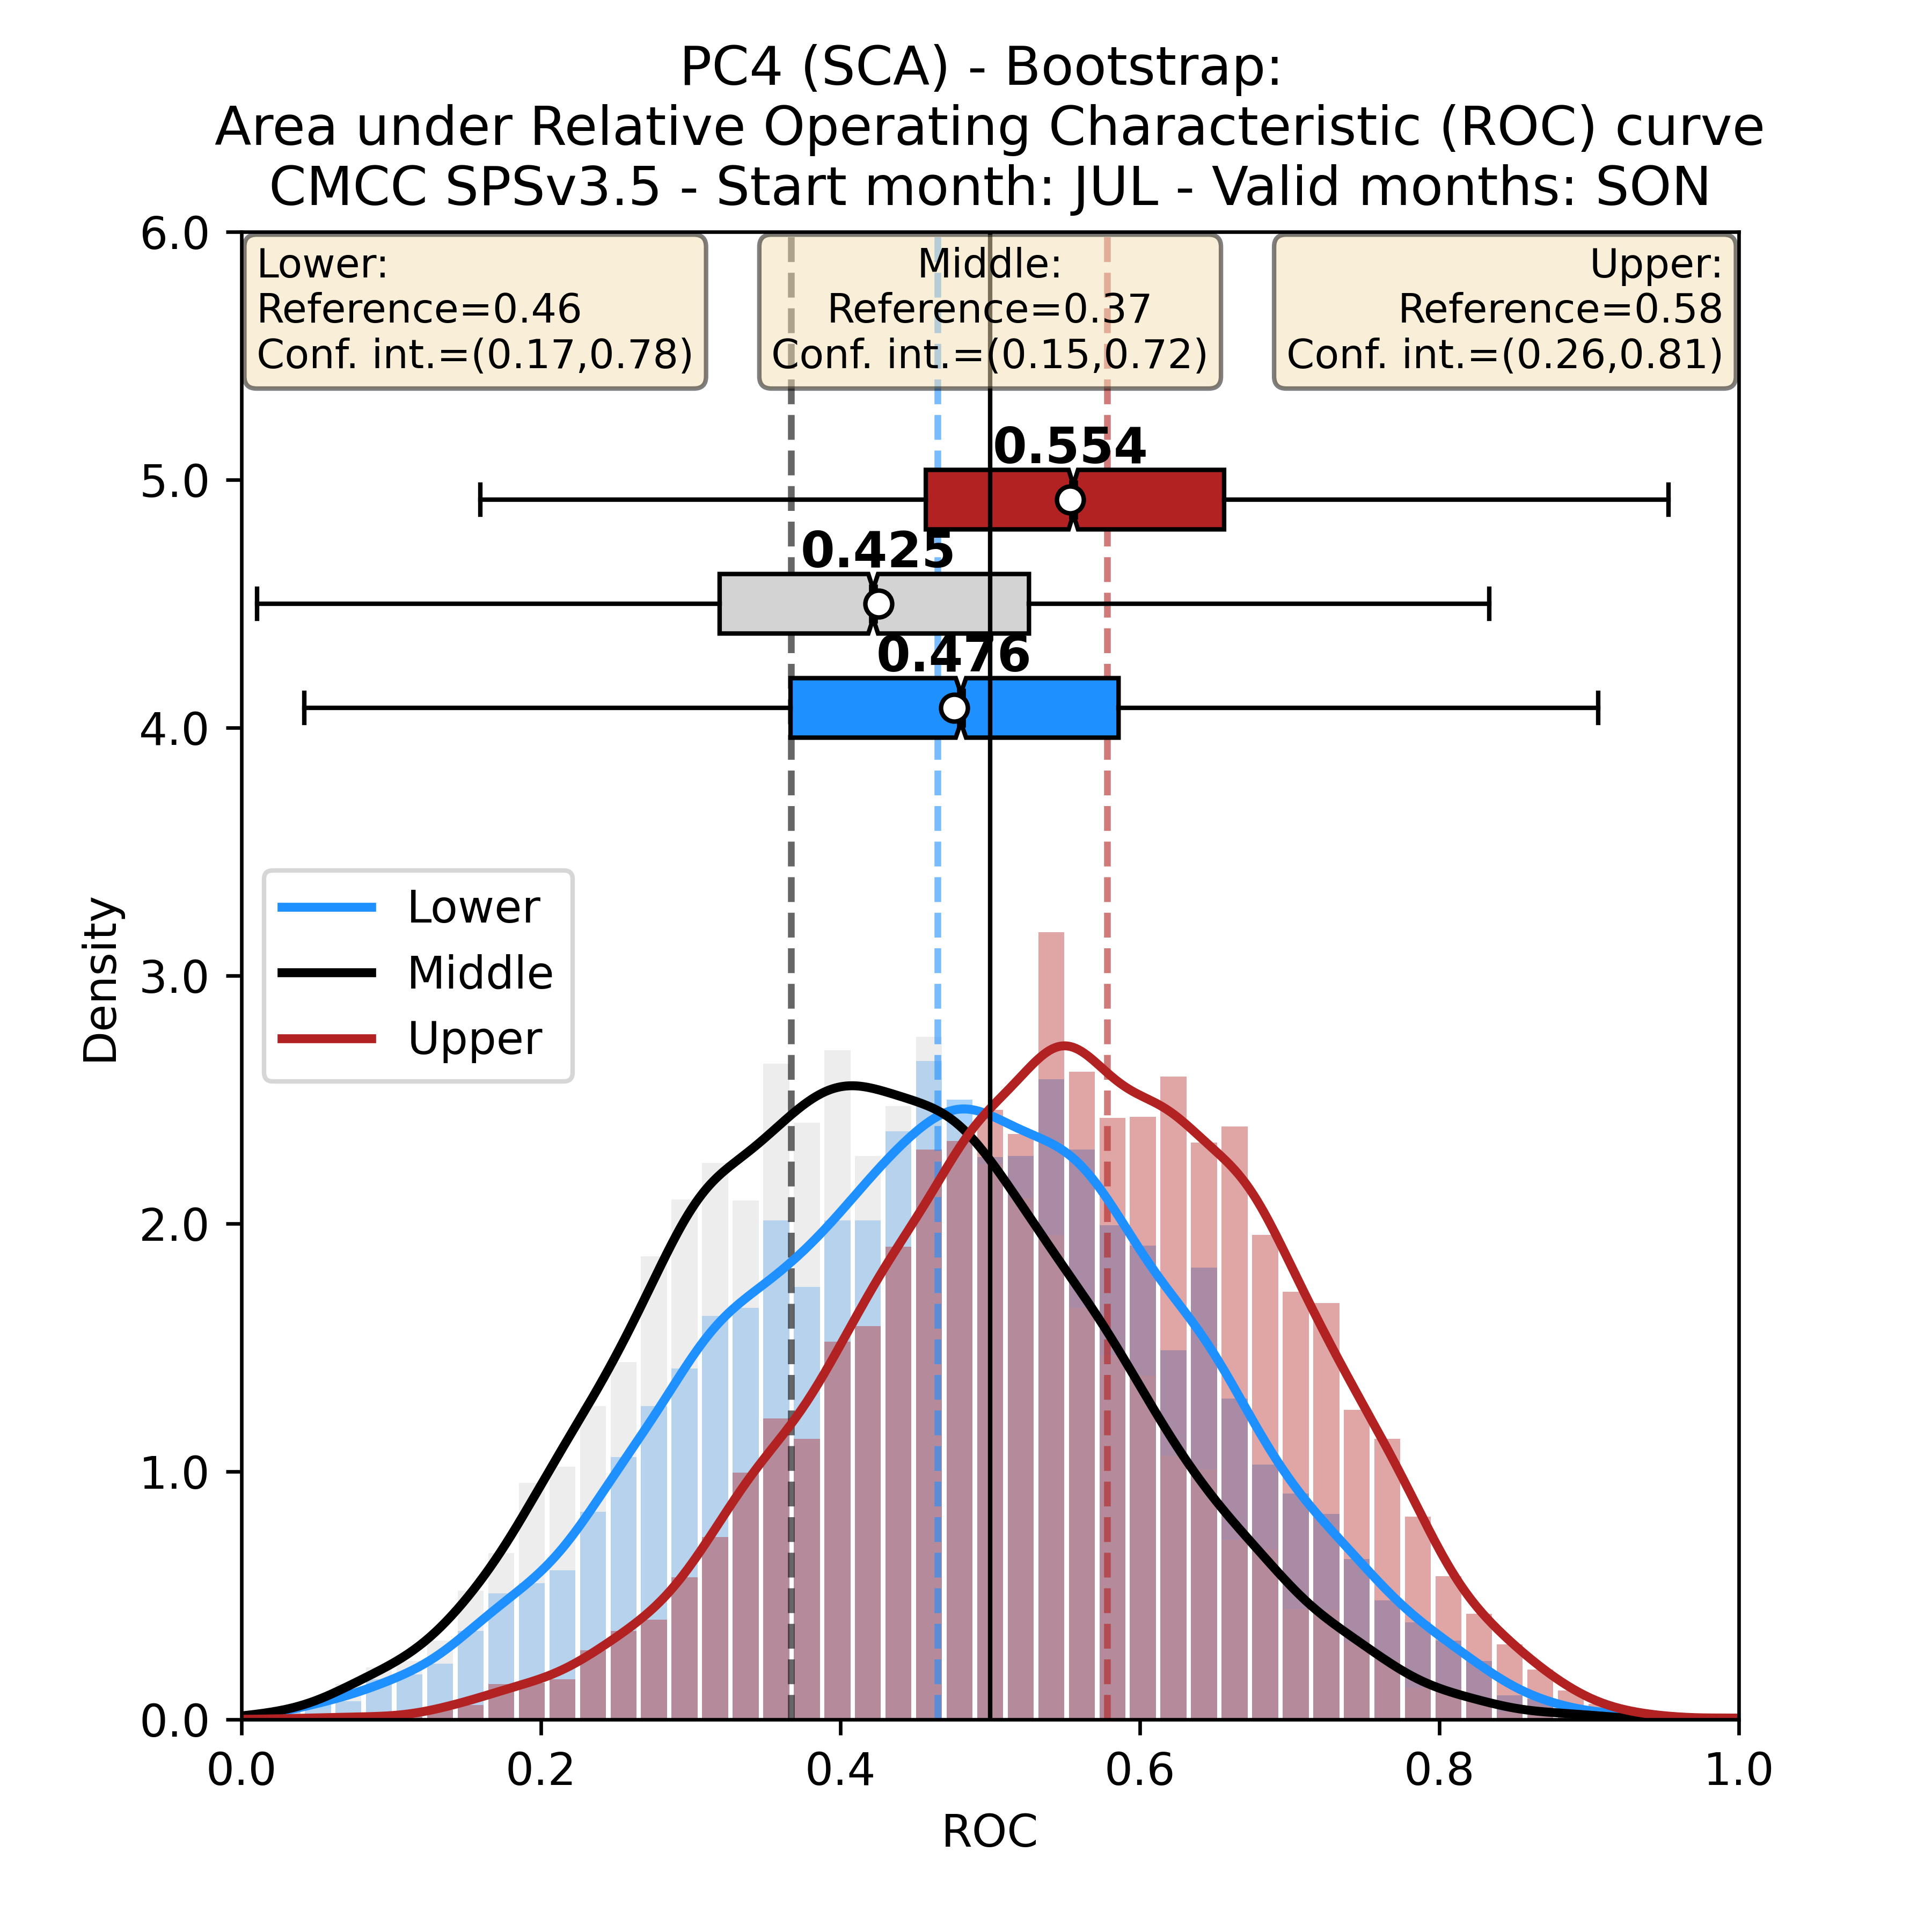 PC4 (SCA) - Bootstrap:
Area under Relative Operating Characteristic (ROC) curve
CMCC SPSv3.5 - Start month: JUL - Valid months: SON
6.0
Lower:
Reference=0.46
Conf. int.=(0.17,0.78)
Middle:
Reference=0.37
Conf. int.=(0.15,0.72)
Upper:
Reference=0.58
Conf. int.=(0.26,0.81)
0.554
5.0
0.425
0.476
4.0
Lower
Middle
Upper
Density
3.0
2.0
1.0
0.0
0.0
0.2
0.4
0.6
0.8
1.0
ROC